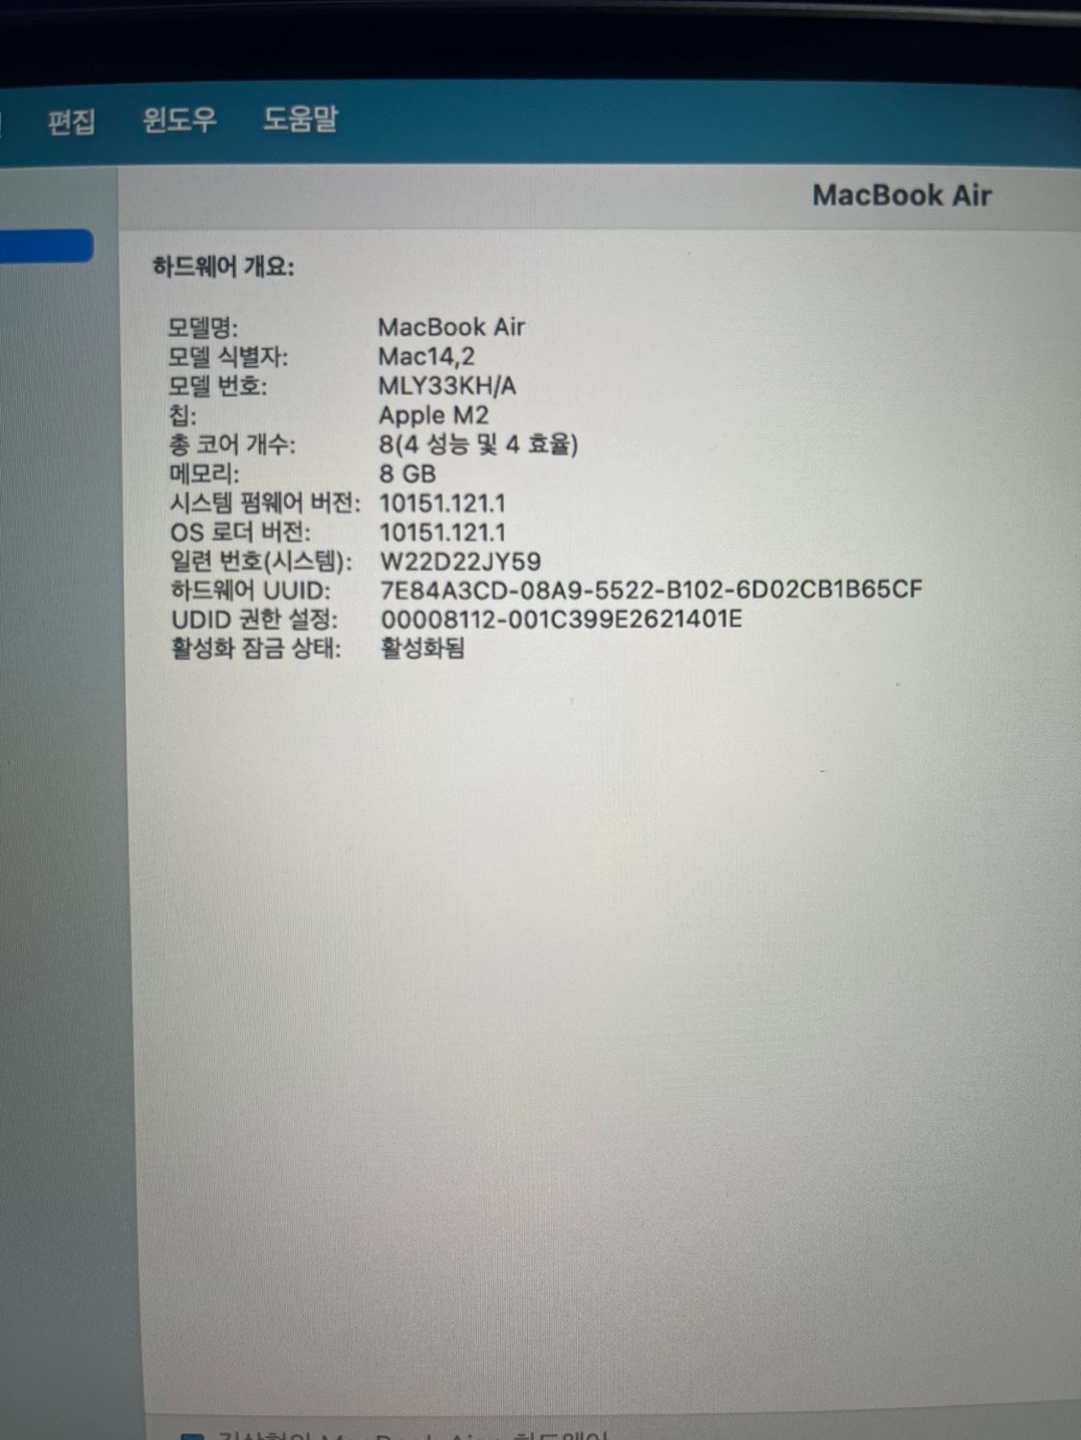 편집 윈도우 도움말
MacBook Air
하드웨어 개요:
모델명: MacBook Air
모델 식별자: Mac14,2
모델 번호: MLY33KH/A
칩: Apple M2
총 코어 개수: 8(4 성능 및 4 효율)
메모리: 8 GB
시스템 펌웨어 버전: 10151.121.1
OS 로더 버전: 10151.121.1
일련 번호(시스템): W22D22JY59
하드웨어 UUID: 7E84A3CD-08A9-5522-B102-6D02CB1B65CF
UDID 권한 설정: 00008112-001C399E2621401E
활성화 잠금 상태: 활성화됨